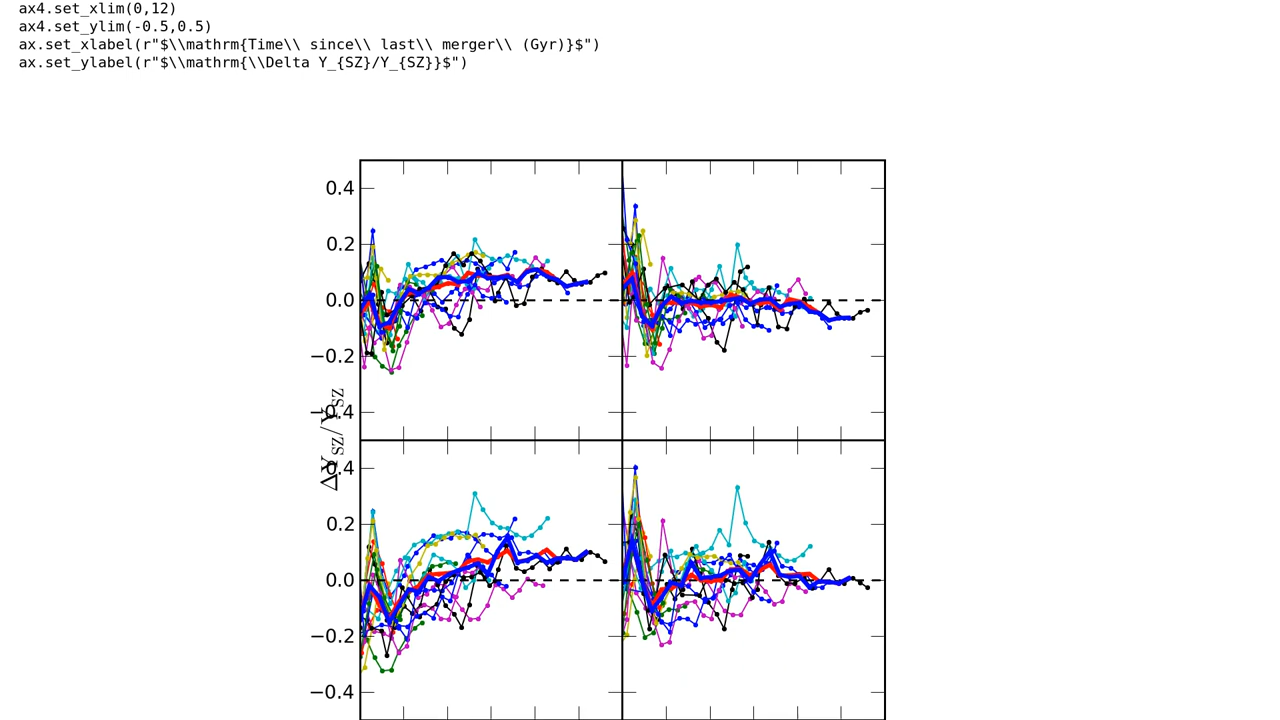 ax4.set_xlim(0,12)
ax4.set_ylim(-0.5,0.5)
ax.set_xlabel(r"$\\mathrm{Time\\ since\\ last\\ merger\\ (Gyr)}$")
ax.set_ylabel(r"$\\mathrm{\\Delta Y_{SZ}/Y_{SZ}}$")
0.4
0.2
0.0
−0.2
−0.4
ΔY_SZ/Y_SZ
0.4
0.2
0.0
−0.2
−0.4